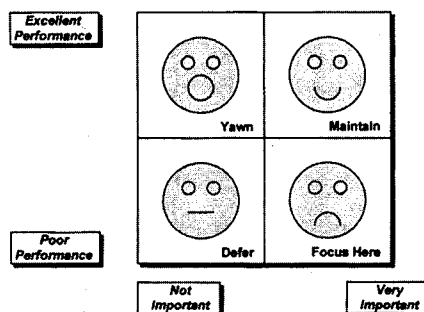 Excellent
Performance
Yawn
Maintain
Defer
Focus Here
Poor
Performance
Not
Important
Very
Important